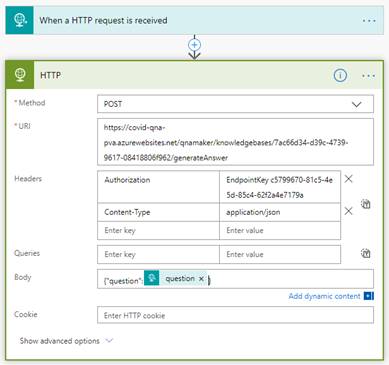 When a HTTP request is received
HTTP
* Method
POST
* URI
https://covid-qna-
pva.azurewebsites.net/qnamaker/knowledgebases/7ac66d34-d39c-4739-
9617-08418806f962/generateAnswer
Headers
Authorization
EndpointKey c5799670-81c5-4e
5d-85c4-62f2a4e7179a
Content-Type
application/json
Enter key
Enter value
Queries
Enter key
Enter value
Body
{"question": question × }
Add dynamic content
Cookie
Enter HTTP cookie
Show advanced options